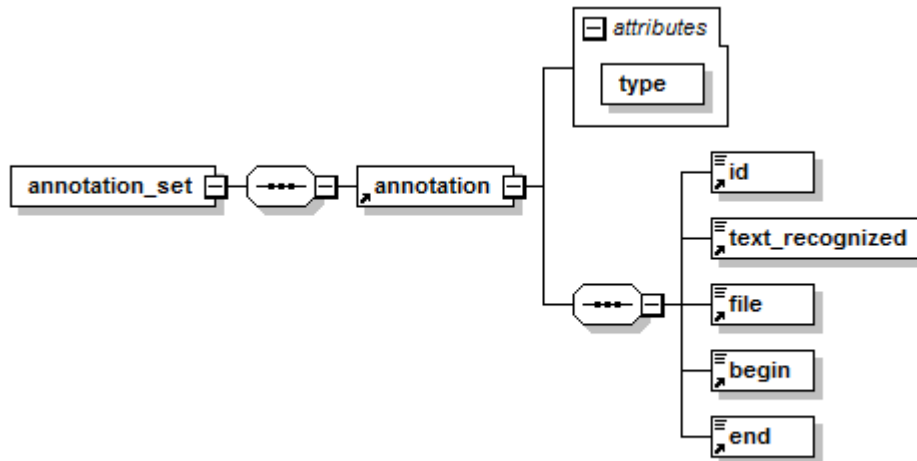 attributes
type
annotation_set
annotation
id
text_recognized
file
begin
end